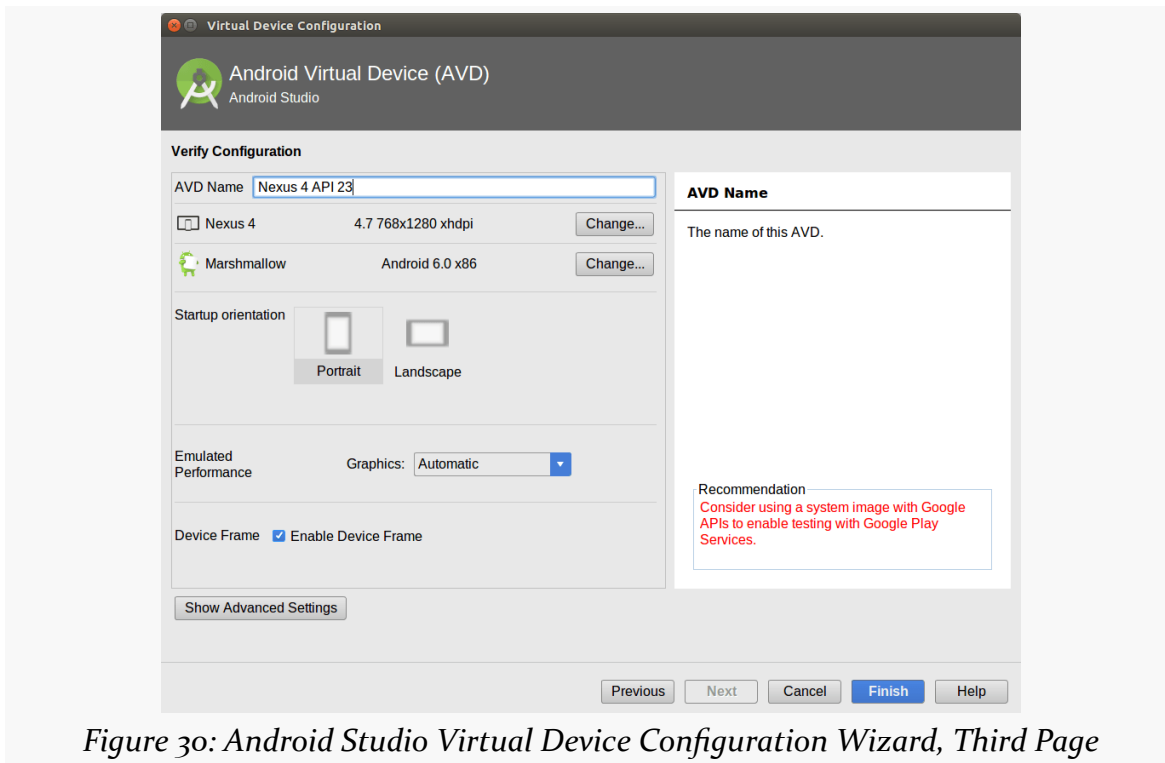 Virtual Device Configuration
Android Virtual Device (AVD)
Android Studio
Verify Configuration
AVD Name Nexus 4 API 23
Nexus 4 4.7 768x1280 xhdpi Change...
Marshmallow Android 6.0 x86 Change...
Startup orientation
Portrait Landscape
Emulated
Performance
Graphics: Automatic
Device Frame Enable Device Frame
Show Advanced Settings
AVD Name
The name of this AVD.
Recommendation
Consider using a system image with Google
APIs to enable testing with Google Play
Services.
Previous Next Cancel Finish Help
Figure 30: Android Studio Virtual Device Configuration Wizard, Third Page